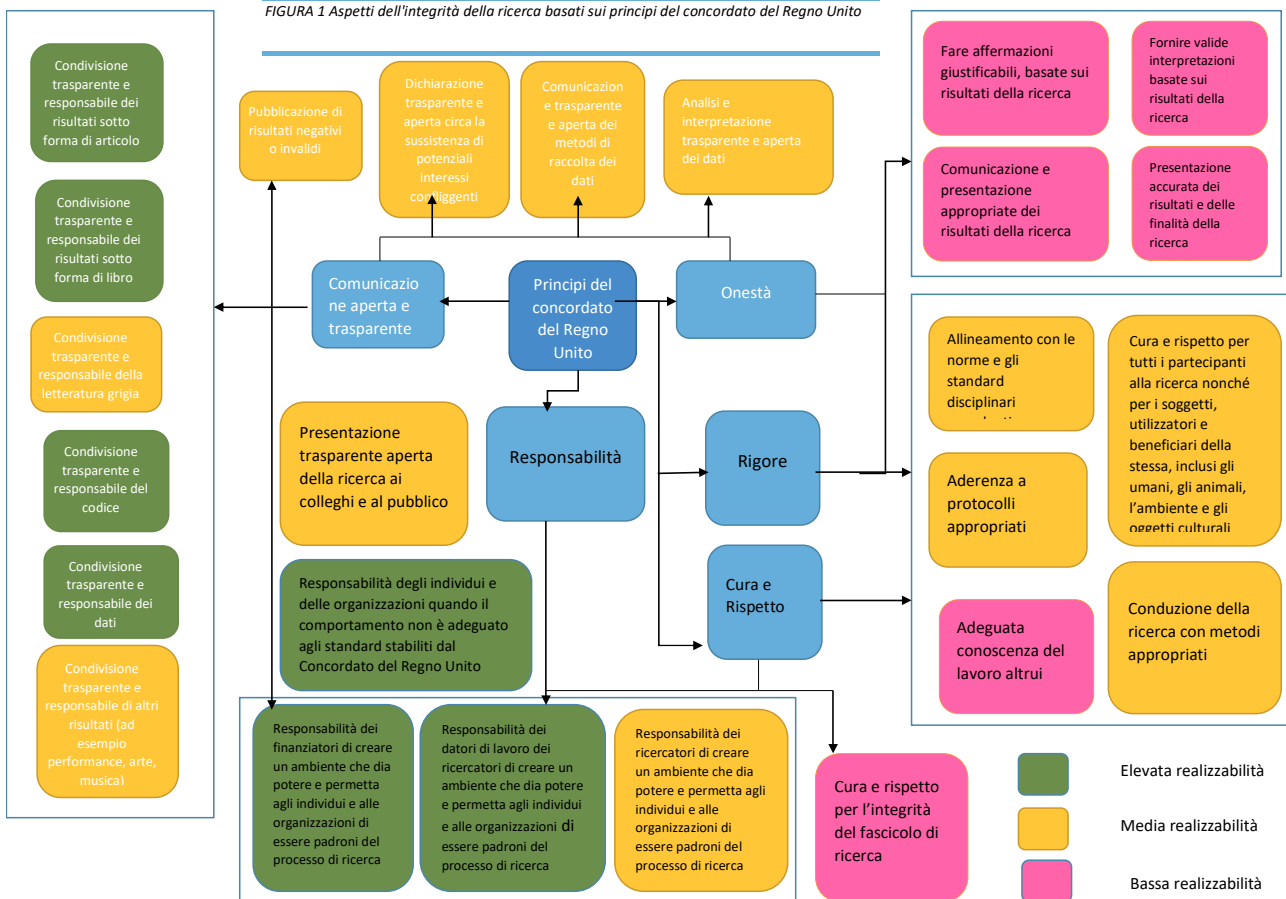 FIGURA 1 Aspetti dell'integrità della ricerca basati sui principi del concordato del Regno Unito
Condivisione
trasparente e
responsabile dei
risultati sotto
forma di articolo
Condivisione
trasparente e
responsabile dei
risultati sotto
forma di libro
Condivisione
trasparente e
responsabile della
letteratura grigia
Condivisione
trasparente e
responsabile del
codice
Condivisione
trasparente e
responsabile dei
dati
Condivisione
trasparente e
responsabile di altri
risultati (ad
esempio
performance, arte,
musica)
Pubblicazione di
risultati negativi
o invalidi
Dichiarazione
trasparente e
aperta circa la
sussistenza di
potenziali
interessi
confliggenti
Comunicazion
e trasparente
e aperta dei
metodi di
raccolta dei
dati
Analisi e
interpretazione
trasparente e aperta
dei dati
Comunicazio
ne aperta e
trasparente
Principi del
concordato
del Regno
Unito
Onestà
Presentazione
trasparente aperta
della ricerca ai
colleghi e al pubblico
Responsabilità
Rigore
Responsabilità degli individui e
delle organizzazioni quando il
comportamento non è adeguato
agli standard stabiliti dal
Concordato del Regno Unito
Cura e
Rispetto
Responsabilità dei
finanziatori di creare
un ambiente che dia
potere e permetta
agli individui e alle
organizzazioni di
essere padroni del
processo di ricerca
Responsabilità dei
datori di lavoro dei
ricercatori di creare un
ambiente che dia potere
e permetta agli individui
e alle organizzazioni di
essere padroni del
processo di ricerca
Responsabilità dei
ricercatori di creare
un ambiente che dia
potere e permetta agli
individui e alle
organizzazioni di
essere padroni del
processo di ricerca
Cura e rispetto
per l’integrità
del fascicolo di
ricerca
Fare affermazioni
giustificabili, basate sui
risultati della ricerca
Fornire valide
interpretazioni
basate sui
risultati della
ricerca
Comunicazione e
presentazione
appropriate dei
risultati della ricerca
Presentazione
accurata dei
risultati e delle
finalità della
ricerca
Allineamento con le
norme e gli
standard
disciplinari
Cura e rispetto per
tutti i partecipanti
alla ricerca nonché
per i soggetti,
utilizzatori e
beneficiari della
stessa, inclusi gli
umani, gli animali,
l’ambiente e gli
oggetti culturali
Aderenza a
protocolli
appropriati
Adeguata
conoscenza del
lavoro altrui
Conduzione della
ricerca con metodi
appropriati
Elevata realizzabilità
Media realizzabilità
Bassa realizzabilità